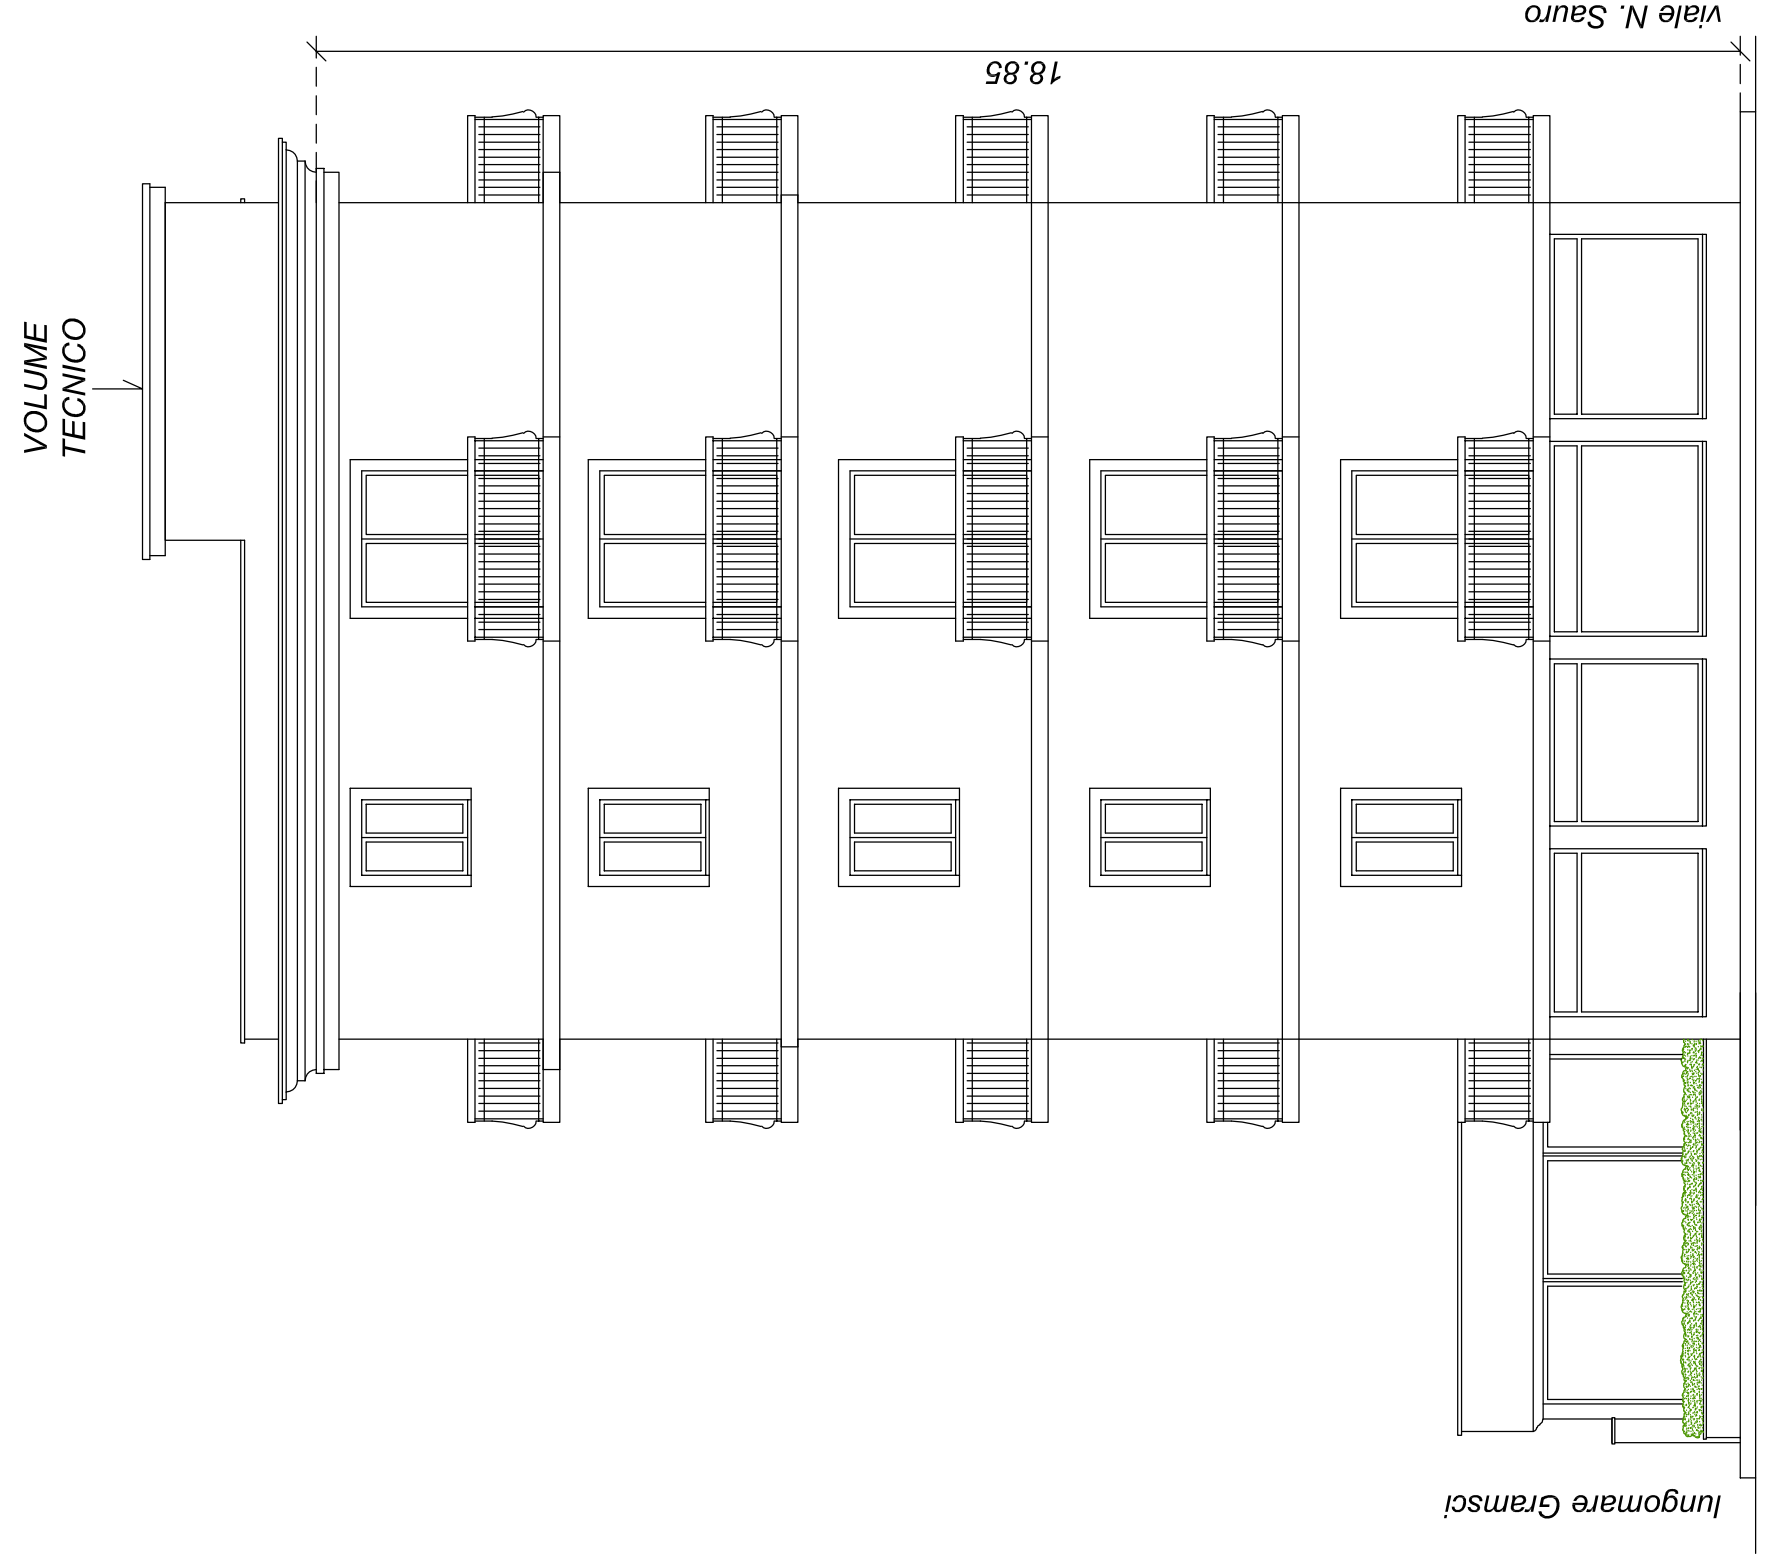 viale N. Sauro
18.85
VOLUME
TECNICO
lungomare Gramsci